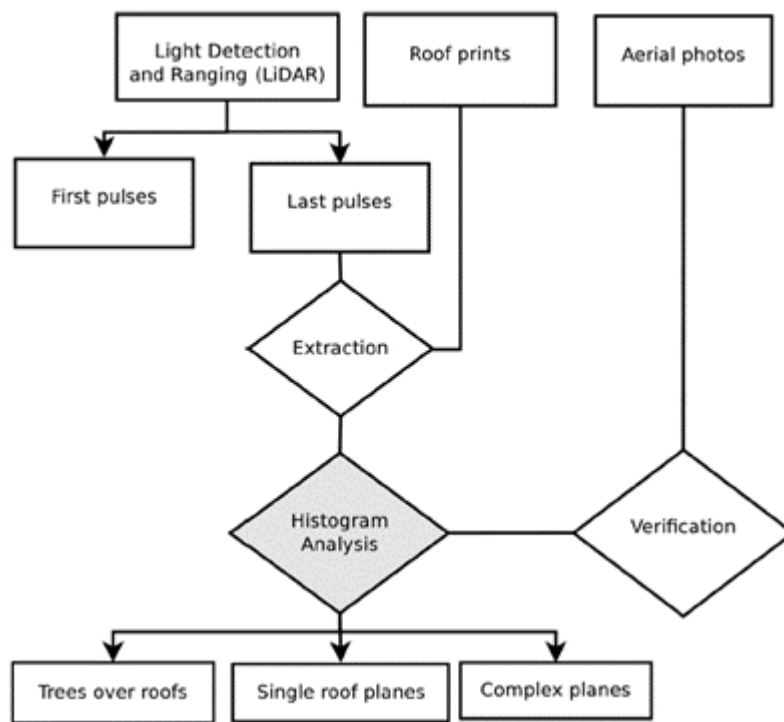 Light Detection
and Ranging (LiDAR)
Roof prints
Aerial photos
First pulses
Last pulses
Extraction
Histogram
Analysis
Verification
Trees over roofs
Single roof planes
Complex planes